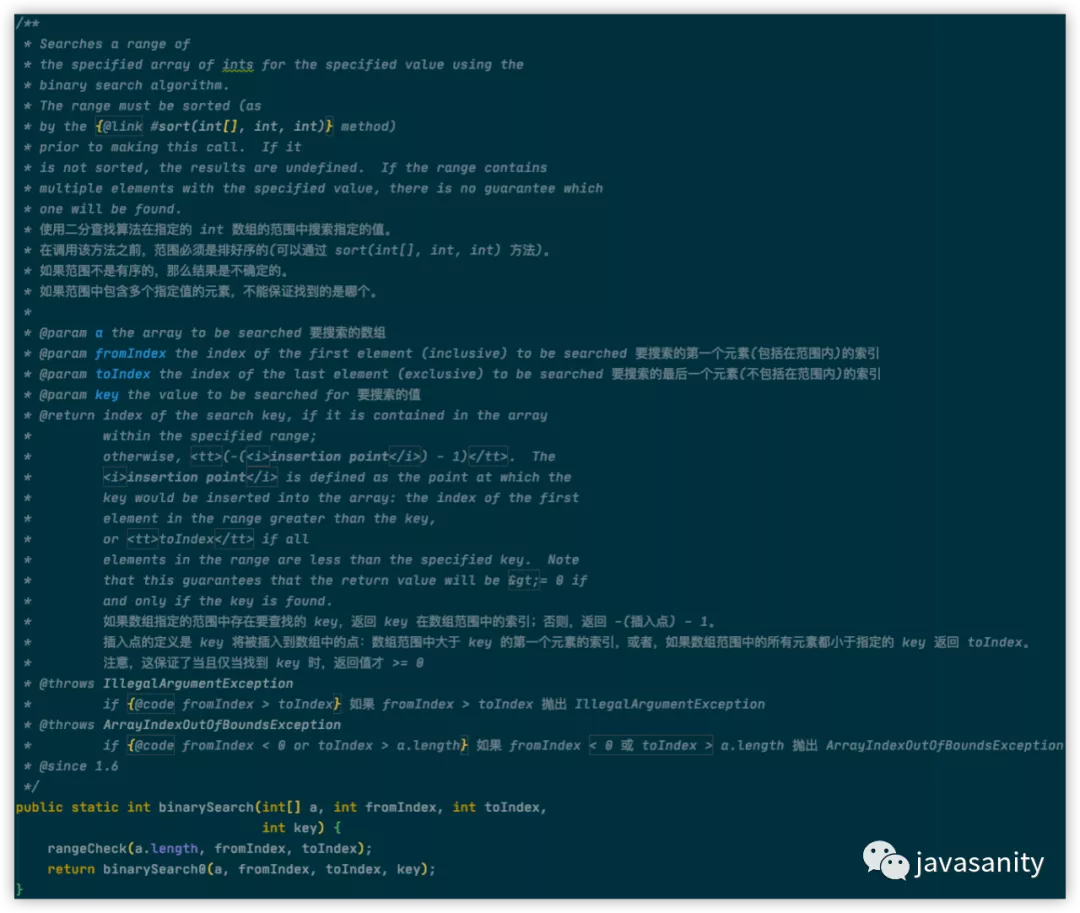 /**
 * Searches a range of
 * the specified array of ints for the specified value using the
 * binary search algorithm.
 * The range must be sorted (as
 * by the {@link #sort(int[], int, int)} method)
 * prior to making this call.  If it
 * is not sorted, the results are undefined.  If the range contains
 * multiple elements with the specified value, there is no guarantee which
 * one will be found.
 * 使用二分查找算法在指定的 int 数组的范围中搜索指定的值。
 * 在调用该方法之前，范围必须是排好序的(可以通过 sort(int[], int, int) 方法)。
 * 如果范围不是有序的，那么结果是不确定的。
 * 如果范围中包含多个指定值的元素，不能保证找到的是哪个。
 *
 * @param a the array to be searched 要搜索的数组
 * @param fromIndex the index of the first element (inclusive) to be searched 要搜索的第一个元素(包括在范围内)的索引
 * @param toIndex the index of the last element (exclusive) to be searched 要搜索的最后一个元素(不包括在范围内)的索引
 * @param key the value to be searched for 要搜索的值
 * @return index of the search key, if it is contained in the array
 *         within the specified range;
 *         otherwise, <tt>(-(<i>insertion point</i>) - 1)</tt>.  The
 *         <i>insertion point</i> is defined as the point at which the
 *         key would be inserted into the array: the index of the first
 *         element in the range greater than the key,
 *         or <tt>toIndex</tt> if all
 *         elements in the range are less than the specified key.  Note
 *         that this guarantees that the return value will be &gt;= 0 if
 *         and only if the key is found.
 *         如果数组指定的范围中存在要查找的 key，返回 key 在数组范围中的索引；否则，返回 -(插入点) - 1。
 *         插入点的定义是 key 将被插入到数组中的点：数组范围中大于 key 的第一个元素的索引，或者，如果数组范围中的所有元素都小于指定的 key 返回 toIndex。
 *         注意，这保证了当且仅当找到 key 时，返回值才 >= 0
 * @throws IllegalArgumentException
 *         if {@code fromIndex > toIndex} 如果 fromIndex > toIndex 抛出 IllegalArgumentException
 * @throws ArrayIndexOutOfBoundsException
 *         if {@code fromIndex < 0 or toIndex > a.length} 如果 fromIndex < 0 或 toIndex > a.length 抛出 ArrayIndexOutOfBoundsException
 * @since 1.6
 */
public static int binarySearch(int[] a, int fromIndex, int toIndex,
                               int key) {
    rangeCheck(a.length, fromIndex, toIndex);
    return binarySearch0(a, fromIndex, toIndex, key);
}
javasanity